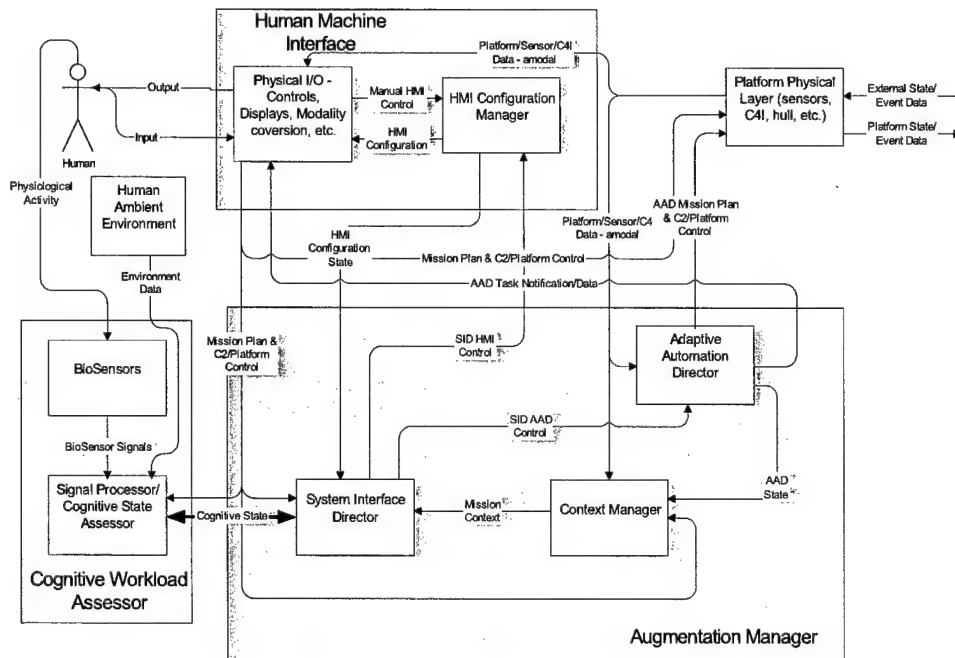 Human Machine
Interface
Platform/Sensor/C4I
Data - amodal
Physical I/O -
Controls,
Displays, Modality
coversion, etc.
Manual HMI
Control
HMI
Configuration
HMI Configuration
Manager
Platform Physical
Layer (sensors,
C4I, hull, etc.)
External State/
Event Data
Platform State/
Event Data
Output
Input
Human
Physiological
Activity
Human
Ambient
Environment
Environment
Data
HMI
Configuration
State
Platform/Sensor/C4
Data - amodal
AAD Mission Plan
& C2/Platform
Control
Mission Plan & C2/Platform Control
AAD Task Notification/Data
Mission Plan &
C2/Platform
Control
SID HMI
Control
Adaptive
Automation
Director
BioSensors
SID AAD
Control
BioSensor Signals
Signal Processor/
Cognitive State
Assessor
Cognitive State
System Interface
Director
Mission
Context
Context Manager
AAD
State
Cognitive Workload
Assessor
Augmentation Manager